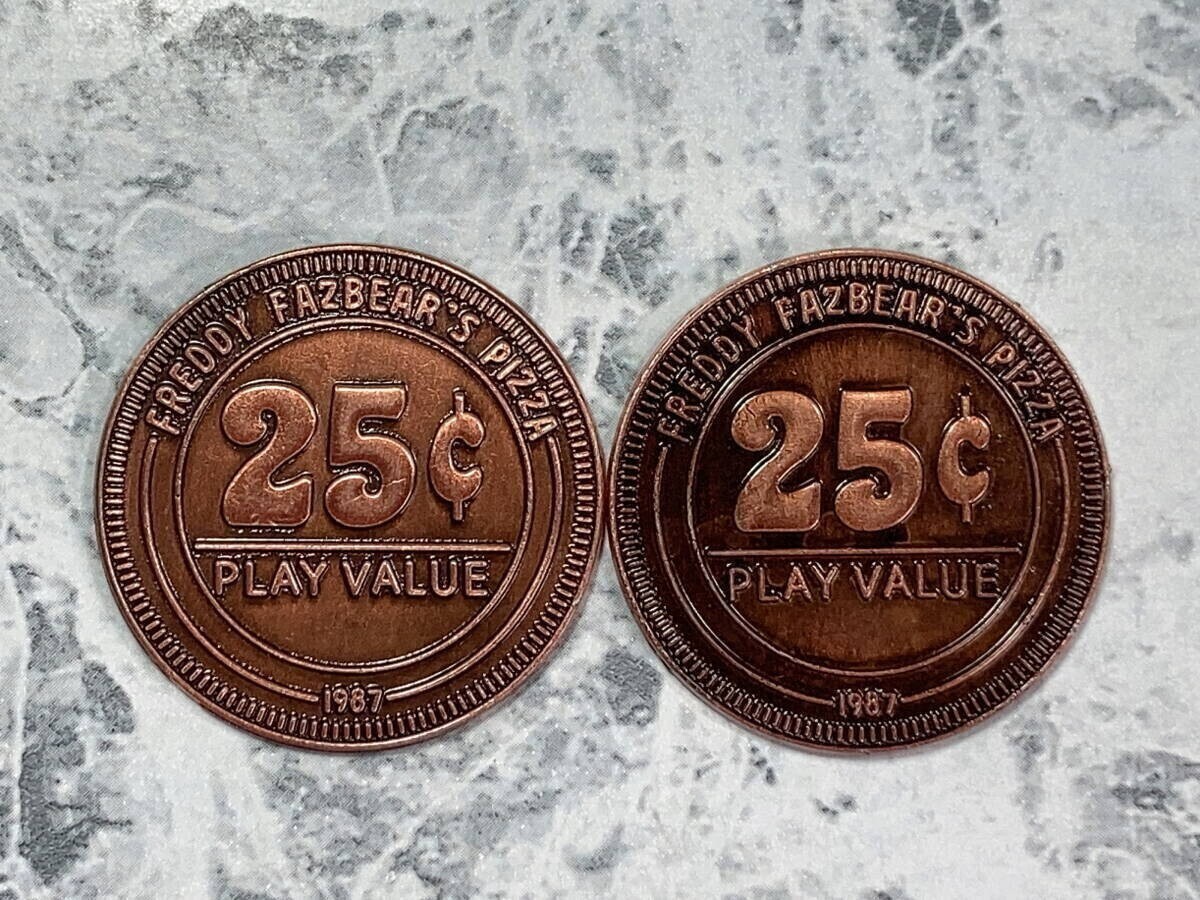 FREDDY FAZBEAR'S PIZZA
25¢
PLAY VALUE
1987
FREDDY FAZBEAR'S PIZZA
25¢
PLAY VALUE
1987